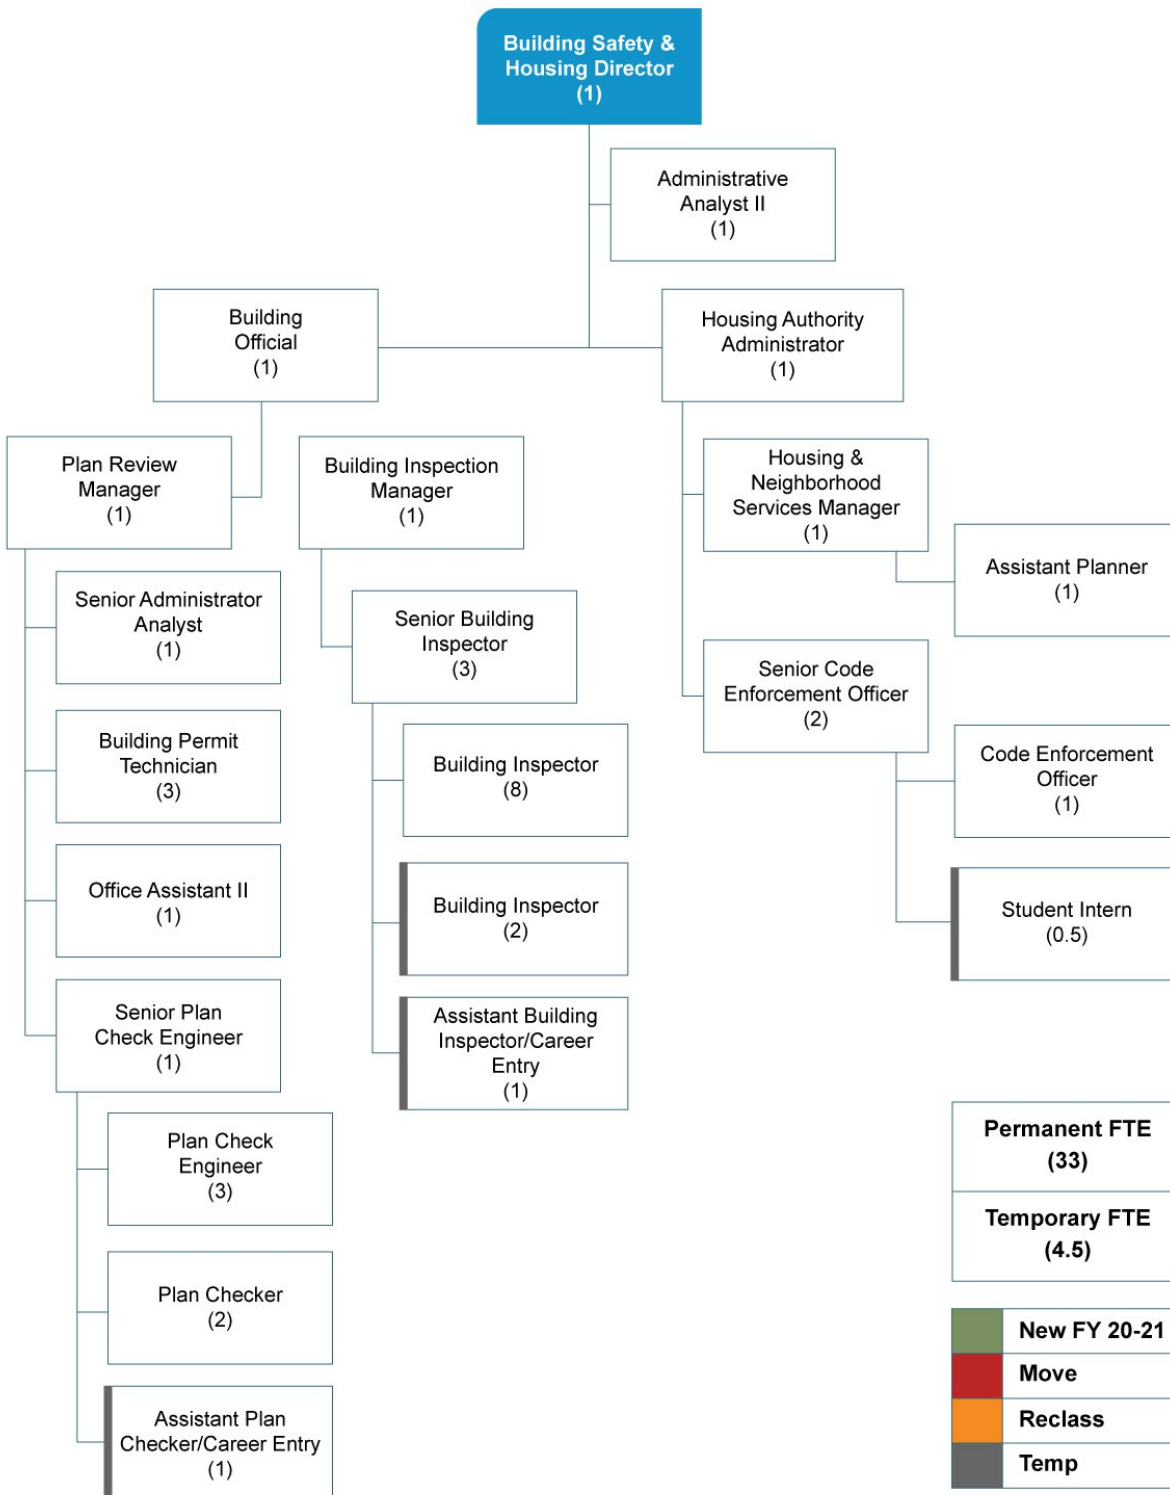 Building Safety &
Housing Director
(1)
Administrative
Analyst II
(1)
Building
Official
(1)
Housing Authority
Administrator
(1)
Plan Review
Manager
(1)
Building Inspection
Manager
(1)
Housing &
Neighborhood
Services Manager
(1)
Assistant Planner
(1)
Senior Administrator
Analyst
(1)
Senior Building
Inspector
(3)
Senior Code
Enforcement Officer
(2)
Building Permit
Technician
(3)
Building Inspector
(8)
Code Enforcement
Officer
(1)
Office Assistant II
(1)
Building Inspector
(2)
Student Intern
(0.5)
Senior Plan
Check Engineer
(1)
Assistant Building
Inspector/Career
Entry
(1)
Plan Check
Engineer
(3)
Plan Checker
(2)
Assistant Plan
Checker/Career Entry
(1)
Permanent FTE
(33)
Temporary FTE
(4.5)
New FY 20-21
Move
Reclass
Temp